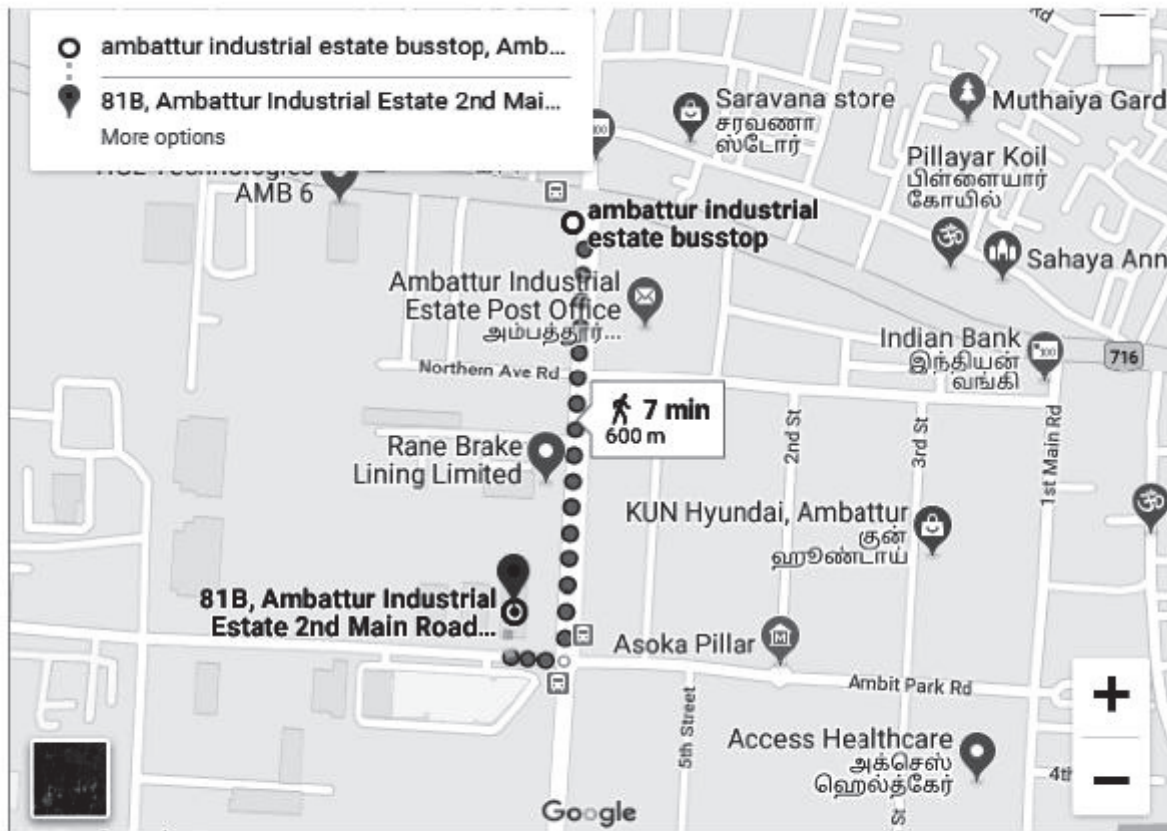 ambattur industrial estate busstop, Amb...
81B, Ambattur Industrial Estate 2nd Mai...
More options
Rd
Saravana store
சரவணா
ஸ்டோர்
Muthaiya Gard
Pillayar Koil
பிள்ளையார்
கோயில்
AMB 6
ambattur industrial
estate busstop
Sahaya Ann
Ambattur Industrial
Estate Post Office
அம்பத்தூர்...
Indian Bank
இந்தியன்
வங்கி
716
Northern Ave Rd
7 min
600 m
Rane Brake
Lining Limited
2nd St
3rd St
1st Main Rd
KUN Hyundai, Ambattur
குன்
ஹூண்டாய்
81B, Ambattur Industrial
Estate 2nd Main Road...
Asoka Pillar
Ambit Park Rd
5th Street
Access Healthcare
அக்செஸ்
ஹெல்த்கேர்
4th
St
Google